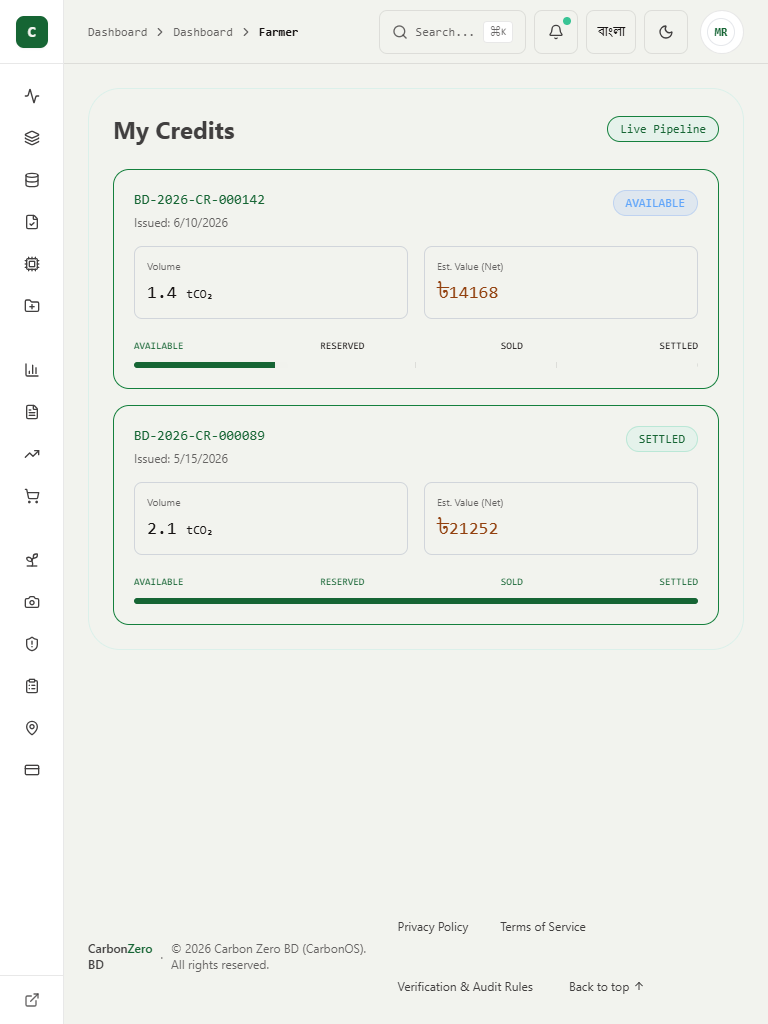 C
Dashboard > Dashboard > Farmer
Search... ⌘K
বাংলা
MR
My Credits
Live Pipeline
BD-2026-CR-000142
AVAILABLE
Issued: 6/10/2026
Volume
1.4 tCO₂
Est. Value (Net)
৳14168
AVAILABLE RESERVED SOLD SETTLED
BD-2026-CR-000089
SETTLED
Issued: 5/15/2026
Volume
2.1 tCO₂
Est. Value (Net)
৳21252
AVAILABLE RESERVED SOLD SETTLED
CarbonZero
BD
·
© 2026 Carbon Zero BD (CarbonOS).
All rights reserved.
Privacy Policy Terms of Service
Verification & Audit Rules Back to top ↑